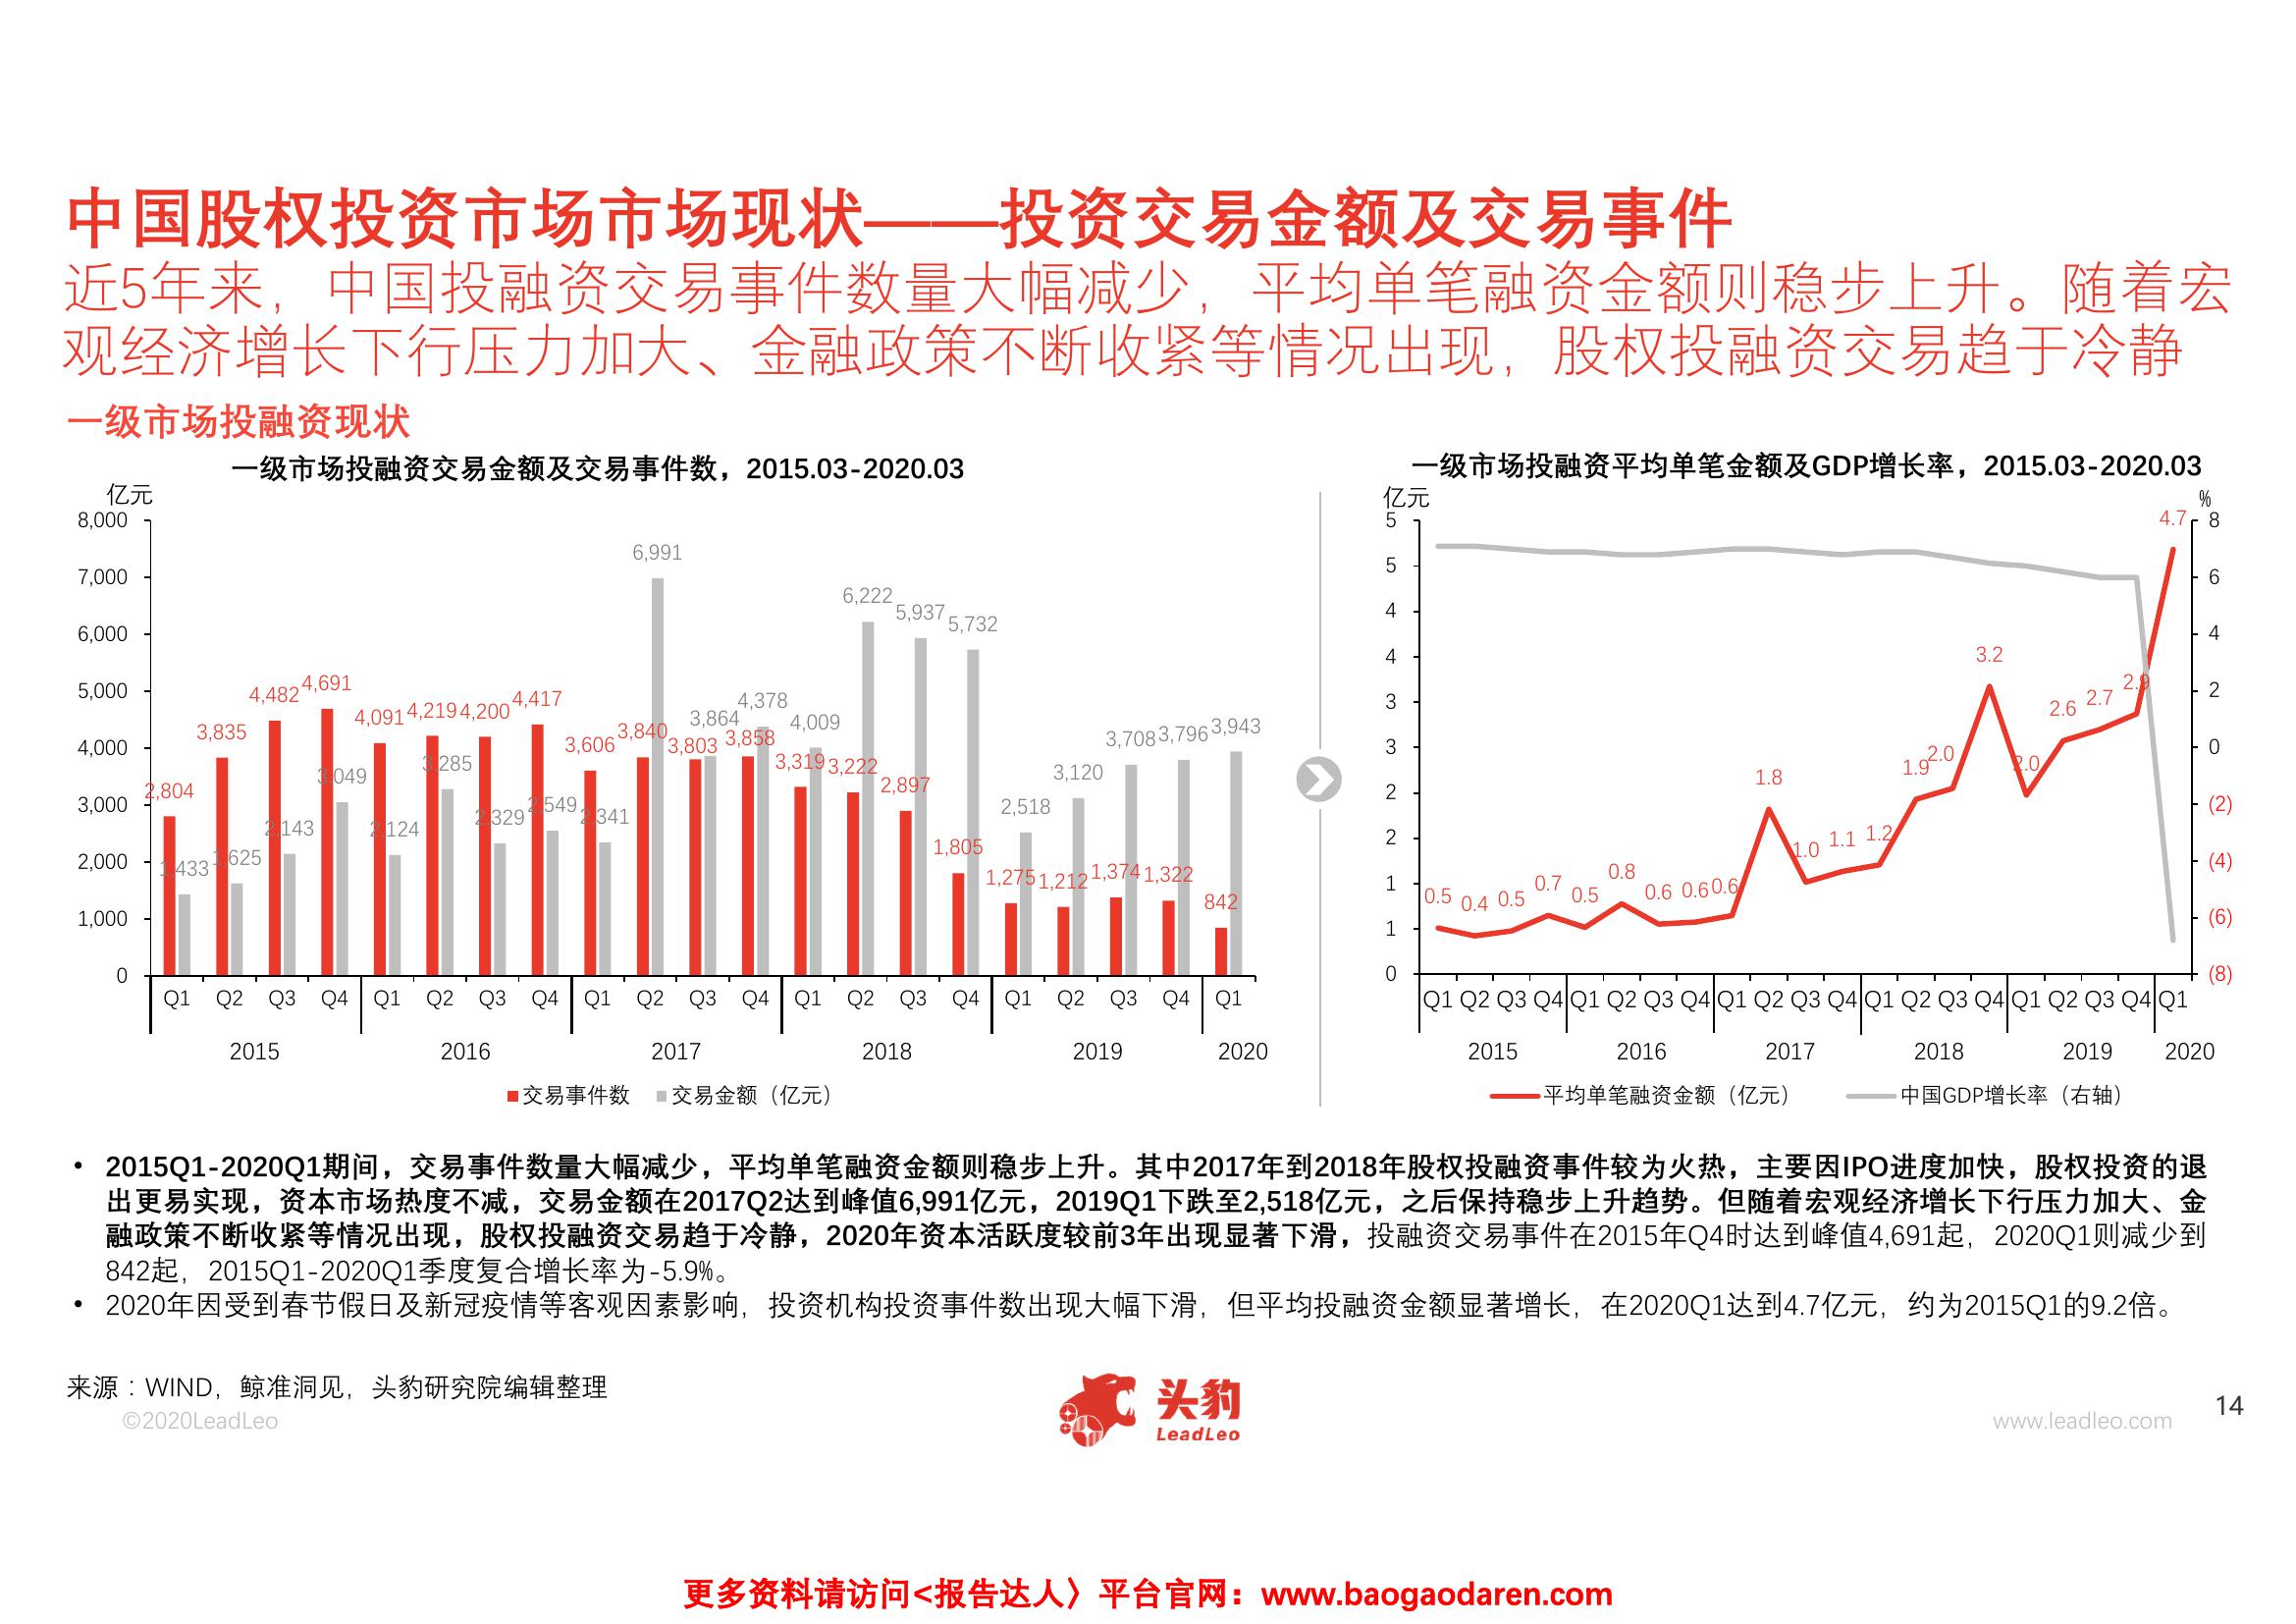 中国股权投资市场市场现状——投资交易金额及交易事件
近5年来，中国投融资交易事件数量大幅减少，平均单笔融资金额则稳步上升。随着宏
观经济增长下行压力加大、金融政策不断收紧等情况出现，股权投融资交易趋于冷静
一级市场投融资现状
一级市场投融资交易金额及交易事件数，2015.03-2020.03
亿元
8,000
7,000
6,000
5,000
4,000
3,000
2,000
1,000
0
2,804 3,835 4,482 4,691 4,091 4,219 4,200 4,417 3,606 3,840 3,803 3,858 3,319 3,222 2,897 1,805 1,275 1,212 1,374 1,322 842
1,433 1,625 2,143 3,049 2,124 3,285 2,329 2,549 2,341 6,991 3,864 4,378 4,009 6,222 5,937 5,732 2,518 3,120 3,708 3,796 3,943
Q1 Q2 Q3 Q4 Q1 Q2 Q3 Q4 Q1 Q2 Q3 Q4 Q1 Q2 Q3 Q4 Q1 Q2 Q3 Q4 Q1
2015 2016 2017 2018 2019 2020
交易事件数 交易金额（亿元）
一级市场投融资平均单笔金额及GDP增长率，2015.03-2020.03
亿元 %
5
5
4
4
3
3
2
2
1
1
0
0.5 0.4 0.5 0.7 0.5 0.8 0.6 0.6 0.6 1.8 1.0 1.1 1.2 1.9 2.0 3.2 2.0 2.6 2.7 2.9 4.7
8
6
4
2
0
(2)
(4)
(6)
(8)
Q1 Q2 Q3 Q4 Q1 Q2 Q3 Q4 Q1 Q2 Q3 Q4 Q1 Q2 Q3 Q4 Q1 Q2 Q3 Q4 Q1
2015 2016 2017 2018 2019 2020
平均单笔融资金额（亿元） 中国GDP增长率（右轴）
• 2015Q1-2020Q1期间，交易事件数量大幅减少，平均单笔融资金额则稳步上升。其中2017年到2018年股权投融资事件较为火热，主要因IPO进度加快，股权投资的退
出更易实现，资本市场热度不减，交易金额在2017Q2达到峰值6,991亿元，2019Q1下跌至2,518亿元，之后保持稳步上升趋势。但随着宏观经济增长下行压力加大、金
融政策不断收紧等情况出现，股权投融资交易趋于冷静，2020年资本活跃度较前3年出现显著下滑，投融资交易事件在2015年Q4时达到峰值4,691起，2020Q1则减少到
842起，2015Q1-2020Q1季度复合增长率为-5.9%。
• 2020年因受到春节假日及新冠疫情等客观因素影响，投资机构投资事件数出现大幅下滑，但平均投融资金额显著增长，在2020Q1达到4.7亿元，约为2015Q1的9.2倍。
来源：WIND，鲸准洞见，头豹研究院编辑整理
©2020LeadLeo
头豹
LeadLeo
www.leadleo.com
14
更多资料请访问<报告达人〉平台官网：www.baogaodaren.com